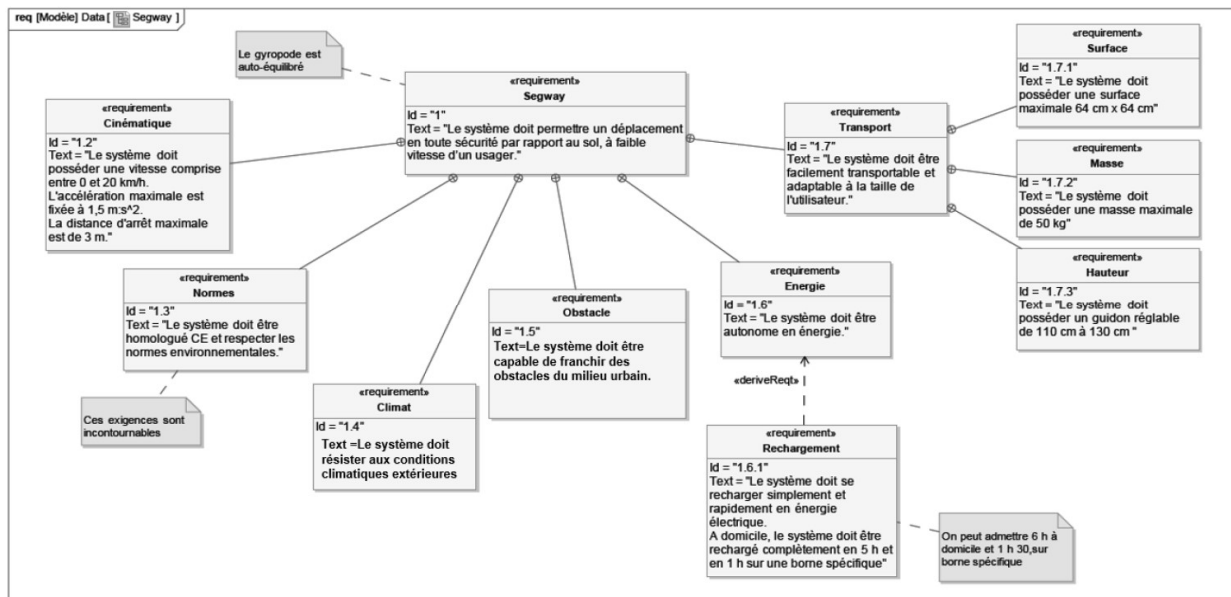 req [Modèle] Data [ Segway ]
Le gyropode est
auto-équilibré
«requirement»
Segway
Id = "1"
Text = "Le système doit permettre un déplacement
en toute sécurité par rapport au sol, à faible
vitesse d'un usager."
«requirement»
Cinématique
Id = "1.2"
Text = "Le système doit
posséder une vitesse comprise
entre 0 et 20 km/h.
L'accélération maximale est
fixée à 1,5 m:s^2.
La distance d'arrêt maximale
est de 3 m."
«requirement»
Transport
Id = "1.7"
Text = "Le système doit être
facilement transportable et
adaptable à la taille de
l'utilisateur."
«requirement»
Surface
Id = "1.7.1"
Text = "Le système doit
posséder une surface
maximale 64 cm x 64 cm"
«requirement»
Masse
Id = "1.7.2"
Text = "Le système doit
posséder une masse maximale
de 50 kg"
«requirement»
Hauteur
Id = "1.7.3"
Text = "Le système doit
posséder un guidon réglable
de 110 cm à 130 cm "
«requirement»
Normes
Id = "1.3"
Text = "Le système doit être
homologué CE et respecter les
normes environnementales."
Ces exigences sont
incontournables
«requirement»
Climat
Id = "1.4"
Text =Le système doit
résister aux conditions
climatiques extérieures
«requirement»
Obstacle
Id = "1.5"
Text=Le système doit être
capable de franchir des
obstacles du milieu urbain.
«requirement»
Energie
Id = "1.6"
Text = "Le système doit être
autonome en énergie."
«deriveReqt»
«requirement»
Rechargement
Id = "1.6.1"
Text = "Le système doit se
recharger simplement et
rapidement en énergie
électrique.
A domicile, le système doit être
rechargé complètement en 5 h et
en 1 h sur une borne spécifique"
On peut admettre 6 h à
domicile et 1 h 30,sur
borne spécifique